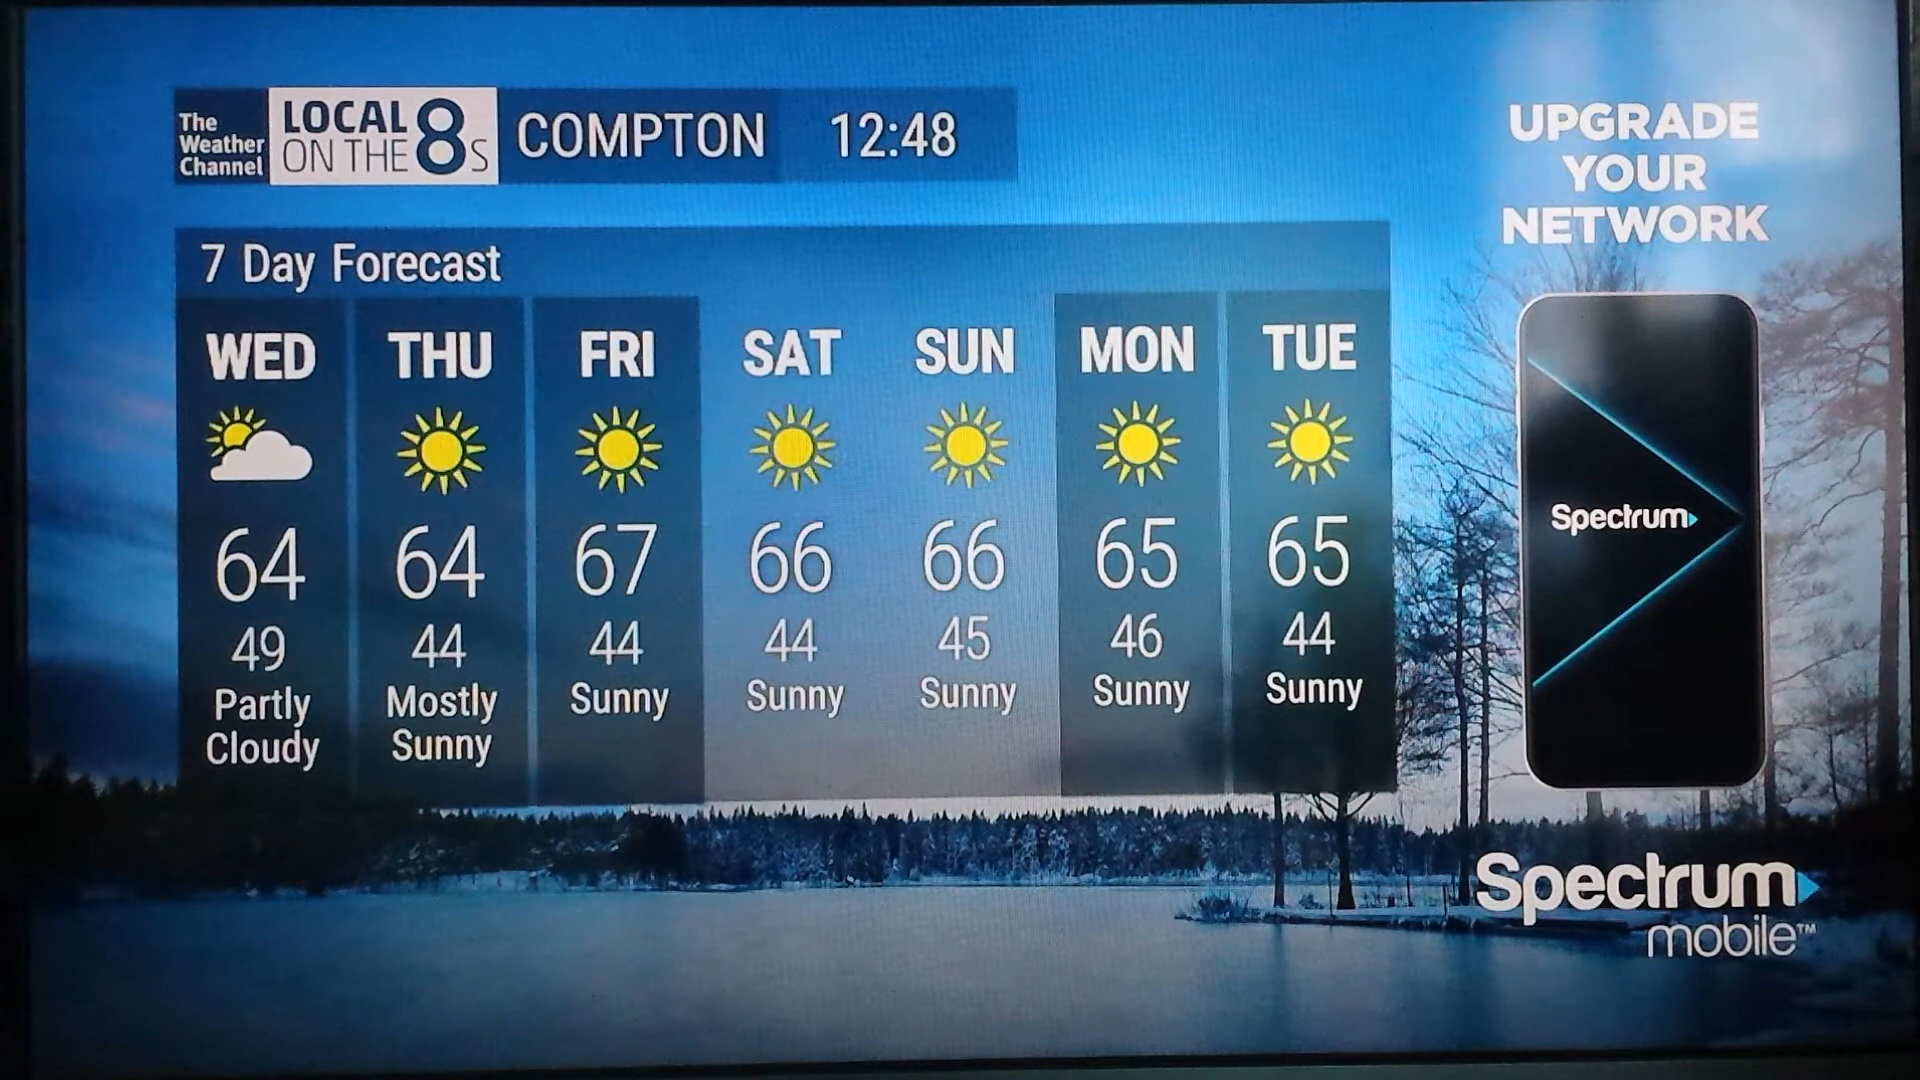 The
Weather
Channel
LOCAL
ON THE 8s
COMPTON
12:48
7 Day Forecast
WED THU FRI SAT SUN MON TUE
64 64 67 66 66 65 65
49 44 44 44 45 46 44
Partly Cloudy
Mostly Sunny
Sunny
Sunny
Sunny
Sunny
Sunny
UPGRADE
YOUR
NETWORK
Spectrum
Spectrum
mobile™